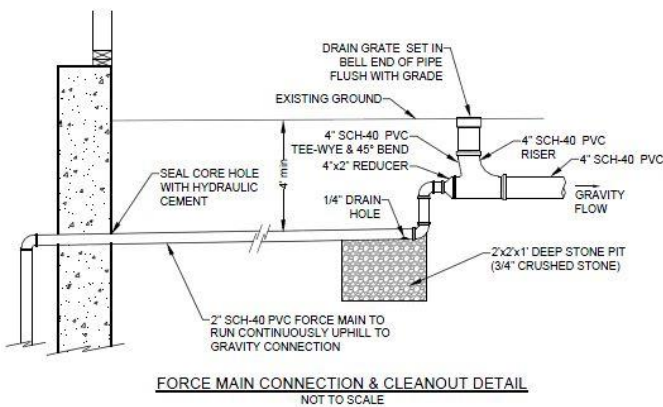 DRAIN GRATE SET IN
BELL END OF PIPE
FLUSH WITH GRADE
EXISTING GROUND
4" SCH-40 PVC
TEE-WYE & 45° BEND
4"x2" REDUCER
4" SCH-40 PVC
RISER
4" SCH-40 PVC
GRAVITY
FLOW
4' min
SEAL CORE HOLE
WITH HYDRAULIC
CEMENT
1/4" DRAIN
HOLE
2'x2'x1' DEEP STONE PIT
(3/4" CRUSHED STONE)
2" SCH-40 PVC FORCE MAIN TO
RUN CONTINUOUSLY UPHILL TO
GRAVITY CONNECTION
FORCE MAIN CONNECTION & CLEANOUT DETAIL
NOT TO SCALE